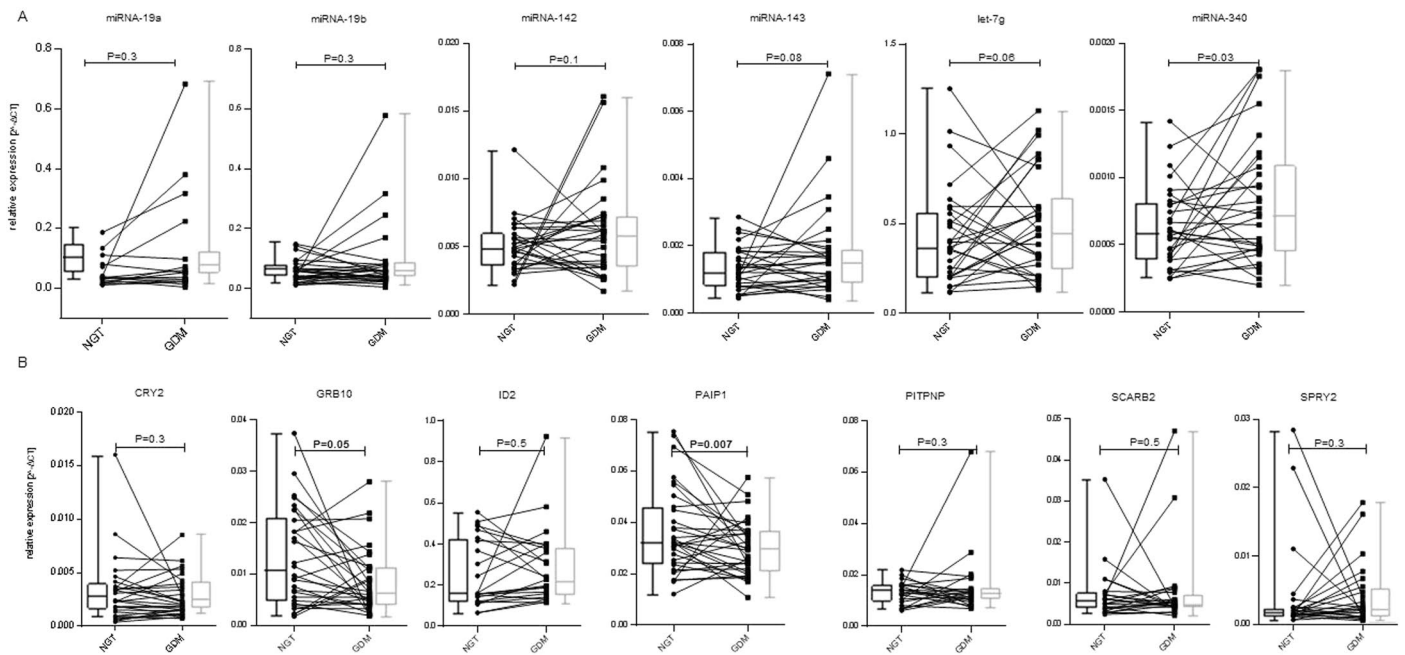 A
miRNA-19a
miRNA-19b
miRNA-142
miRNA-143
let-7g
miRNA-340
relative expression [2^-ΔCT]
0.8
0.6
0.4
0.2
0.0
P=0.3
NGT
GDM
0.8
0.6
0.4
0.2
0.0
P=0.3
NGT
GDM
0.020
0.015
0.010
0.005
0.000
P=0.1
NGT
GDM
0.008
0.006
0.004
0.002
0.000
P=0.08
NGT
GDM
1.5
1.0
0.5
0.0
P=0.06
NGT
GDM
0.0020
0.0015
0.0010
0.0005
0.0000
P=0.03
NGT
GDM
B
CRY2
GRB10
ID2
PAIP1
PITPNP
SCARB2
SPRY2
relative expression [2^-ΔCT]
0.020
0.015
0.010
0.005
0.000
P=0.3
NGT
GDM
0.04
0.03
0.02
0.01
0.00
P=0.05
NGT
GDM
1.0
0.8
0.6
0.4
0.2
0.0
P=0.5
NGT
GDM
0.08
0.06
0.04
0.02
0.00
P=0.007
NGT
GDM
0.08
0.06
0.04
0.02
0.00
P=0.3
NGT
GDM
0.05
0.04
0.03
0.02
0.01
0.00
P=0.5
NGT
GDM
0.03
0.02
0.01
0.00
P=0.3
NGT
GDM